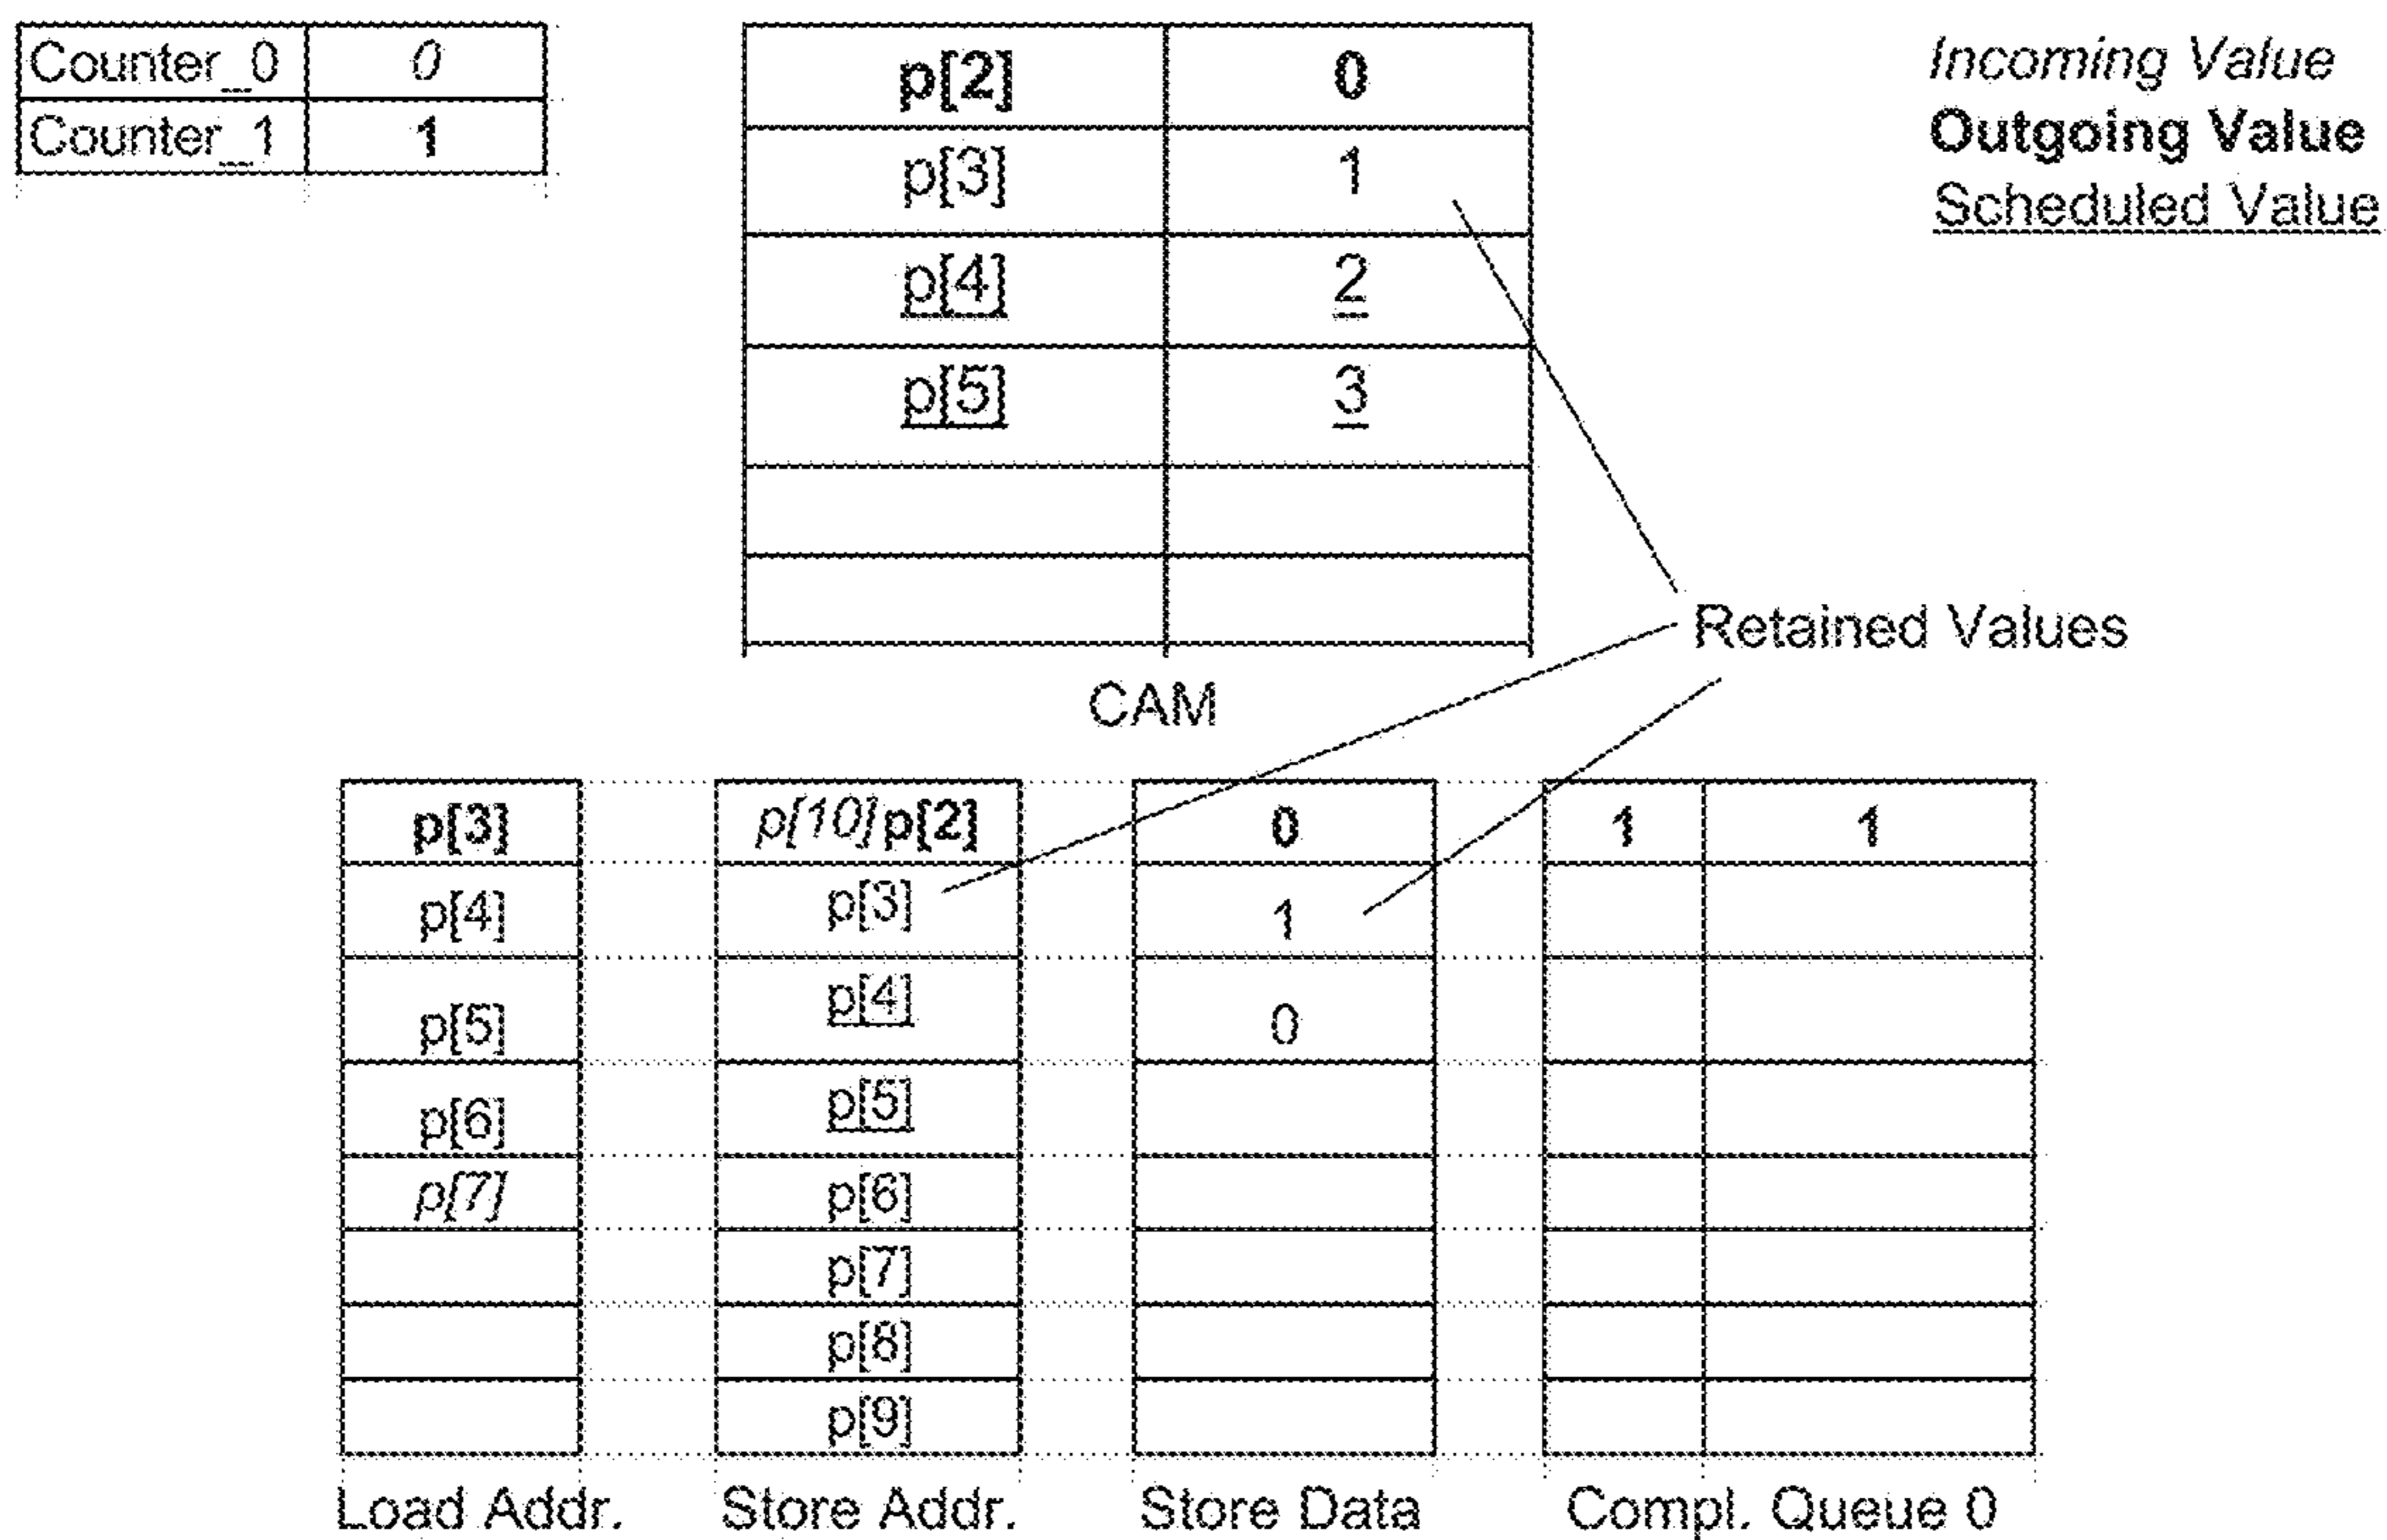 Counter_0 0
Counter_1 1
p[2] 0
p[3] 1
p[4] 2
p[5] 3
Incoming Value
Outgoing Value
Scheduled Value
Retained Values
CAM
p[3] p[10]p[2] 0 1 1
p[4] p[3] 1
p[5] p[4] 0
p[6] p[5]
p[7] p[6]
p[7]
p[8]
p[9]
Load Addr. Store Addr. Store Data Compl. Queue 0